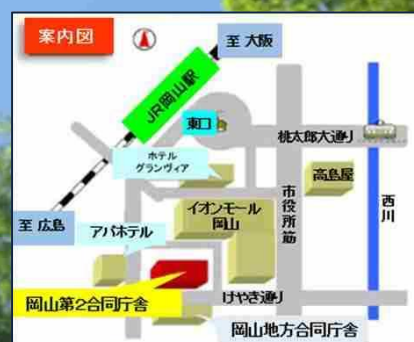 案内図
至 大阪
JR岡山駅
東口
桃太郎大通り
ホテル
グランヴィア
高島屋
市役所筋
西川
イオンモール
岡山
至 広島
アパホテル
岡山第2合同庁舎
けやき通り
岡山地方合同庁舎